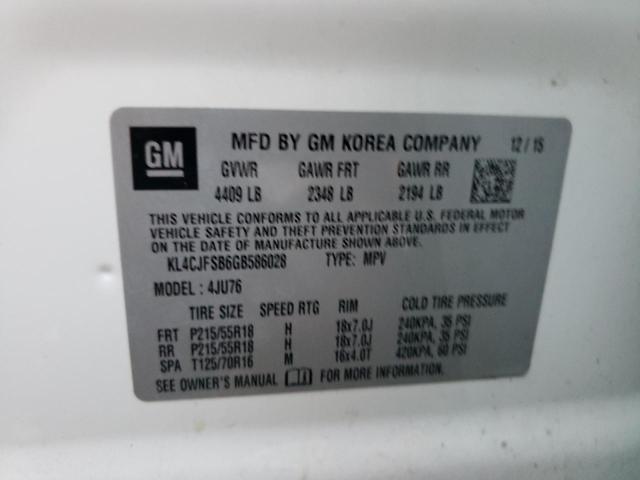 GM MFD BY GM KOREA COMPANY 12 / 15
GVWR GAWR FRT GAWR RR
4409 LB 2348 LB 2194 LB
THIS VEHICLE CONFORMS TO ALL APPLICABLE U.S. FEDERAL MOTOR
VEHICLE SAFETY AND THEFT PREVENTION STANDARDS IN EFFECT
ON THE DATE OF MANUFACTURE SHOWN ABOVE.
KL4CJFSB6GB586028 TYPE: MPV
MODEL : 4JU76
TIRE SIZE SPEED RTG RIM COLD TIRE PRESSURE
FRT P215/55R18 H 18x7.0J 240KPA, 35 PSI
RR P215/55R18 H 18x7.0J 240KPA, 35 PSI
SPA T125/70R16 M 16x4.0T 420KPA, 60 PSI
SEE OWNER'S MANUAL FOR MORE INFORMATION.